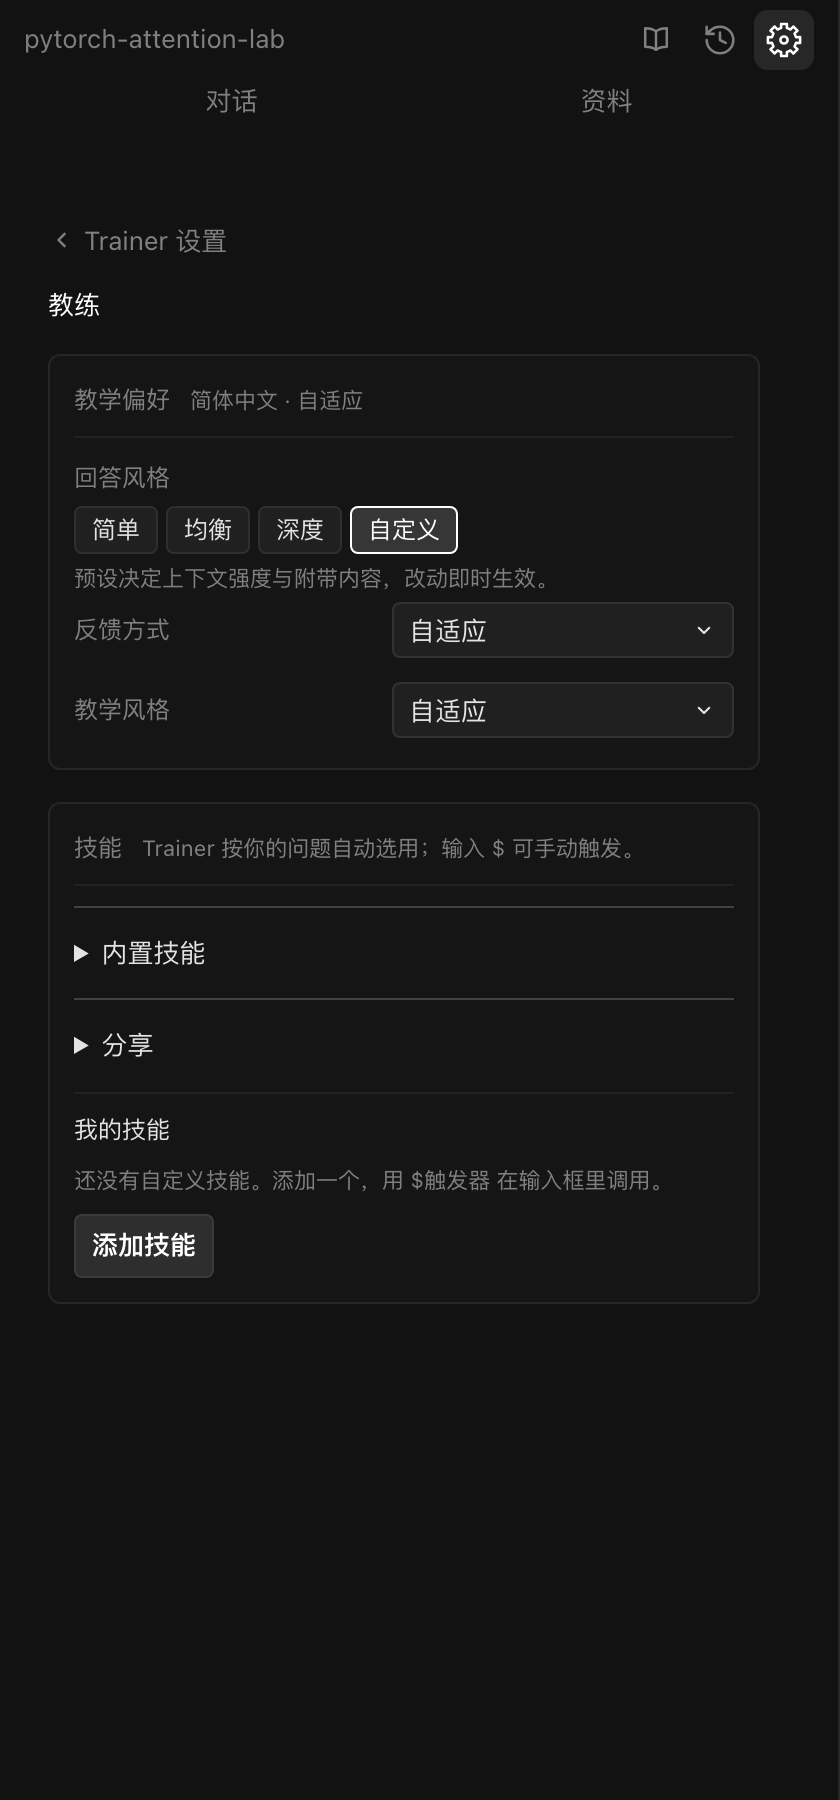 pytorch-attention-lab
对话 资料
Trainer 设置
教练
教学偏好 简体中文 · 自适应
回答风格
简单 均衡 深度 自定义
预设决定上下文强度与附带内容，改动即时生效。
反馈方式 自适应
教学风格 自适应
技能 Trainer 按你的问题自动选用；输入 $ 可手动触发。
内置技能
分享
我的技能
还没有自定义技能。添加一个，用 $触发器 在输入框里调用。
添加技能